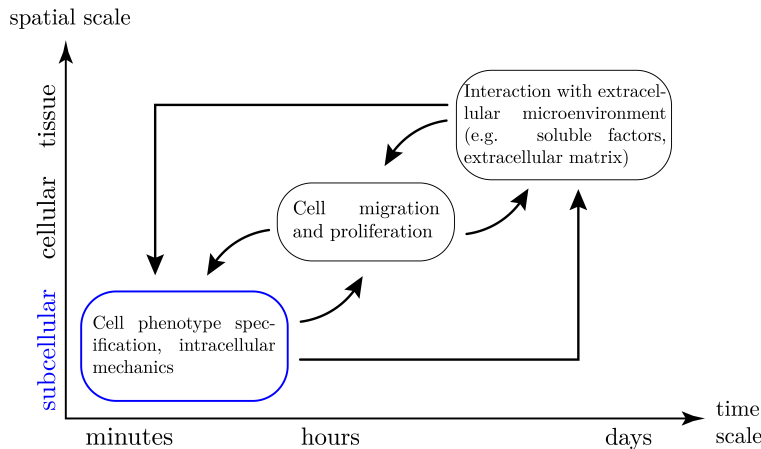 spatial scale
tissue
cellular
subcellular
Interaction with extracel-
lular microenvironment
(e.g. soluble factors,
extracellular matrix)
Cell migration
and proliferation
Cell phenotype spec-
ification, intracellular
mechanics
minutes
hours
days
time
scale